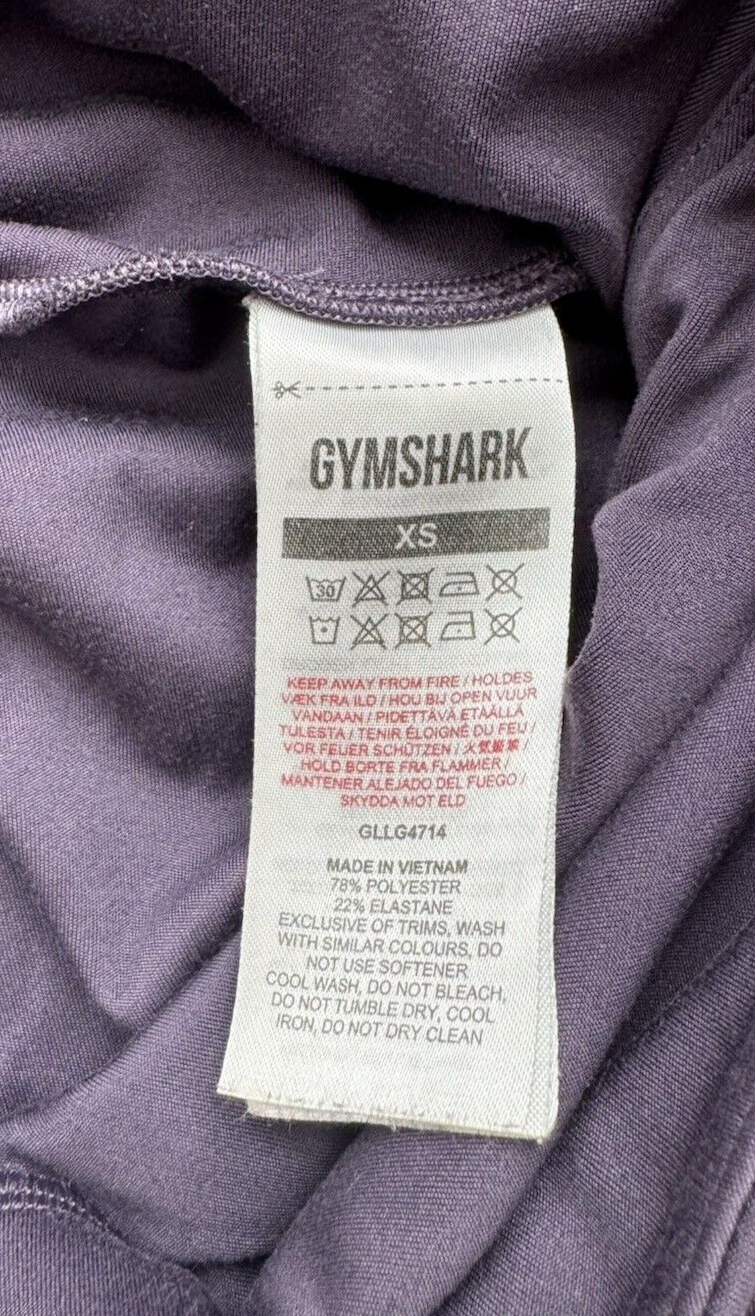 GYMSHARK
XS
30
KEEP AWAY FROM FIRE / HOLDES
VÆK FRA ILD / HOU BIJ OPEN VUUR
VANDAAN / PIDETTÄVÄ ETÄÄLLÄ
TULESTA / TENIR ÉLOIGNÉ DU FEU /
VOR FEUER SCHÜTZEN / 火気厳禁 /
HOLD BORTE FRA FLAMMER /
MANTENER ALEJADO DEL FUEGO /
SKYDDA MOT ELD
GLLG4714
MADE IN VIETNAM
78% POLYESTER
22% ELASTANE
EXCLUSIVE OF TRIMS, WASH
WITH SIMILAR COLOURS, DO
NOT USE SOFTENER
COOL WASH, DO NOT BLEACH,
DO NOT TUMBLE DRY, COOL
IRON, DO NOT DRY CLEAN